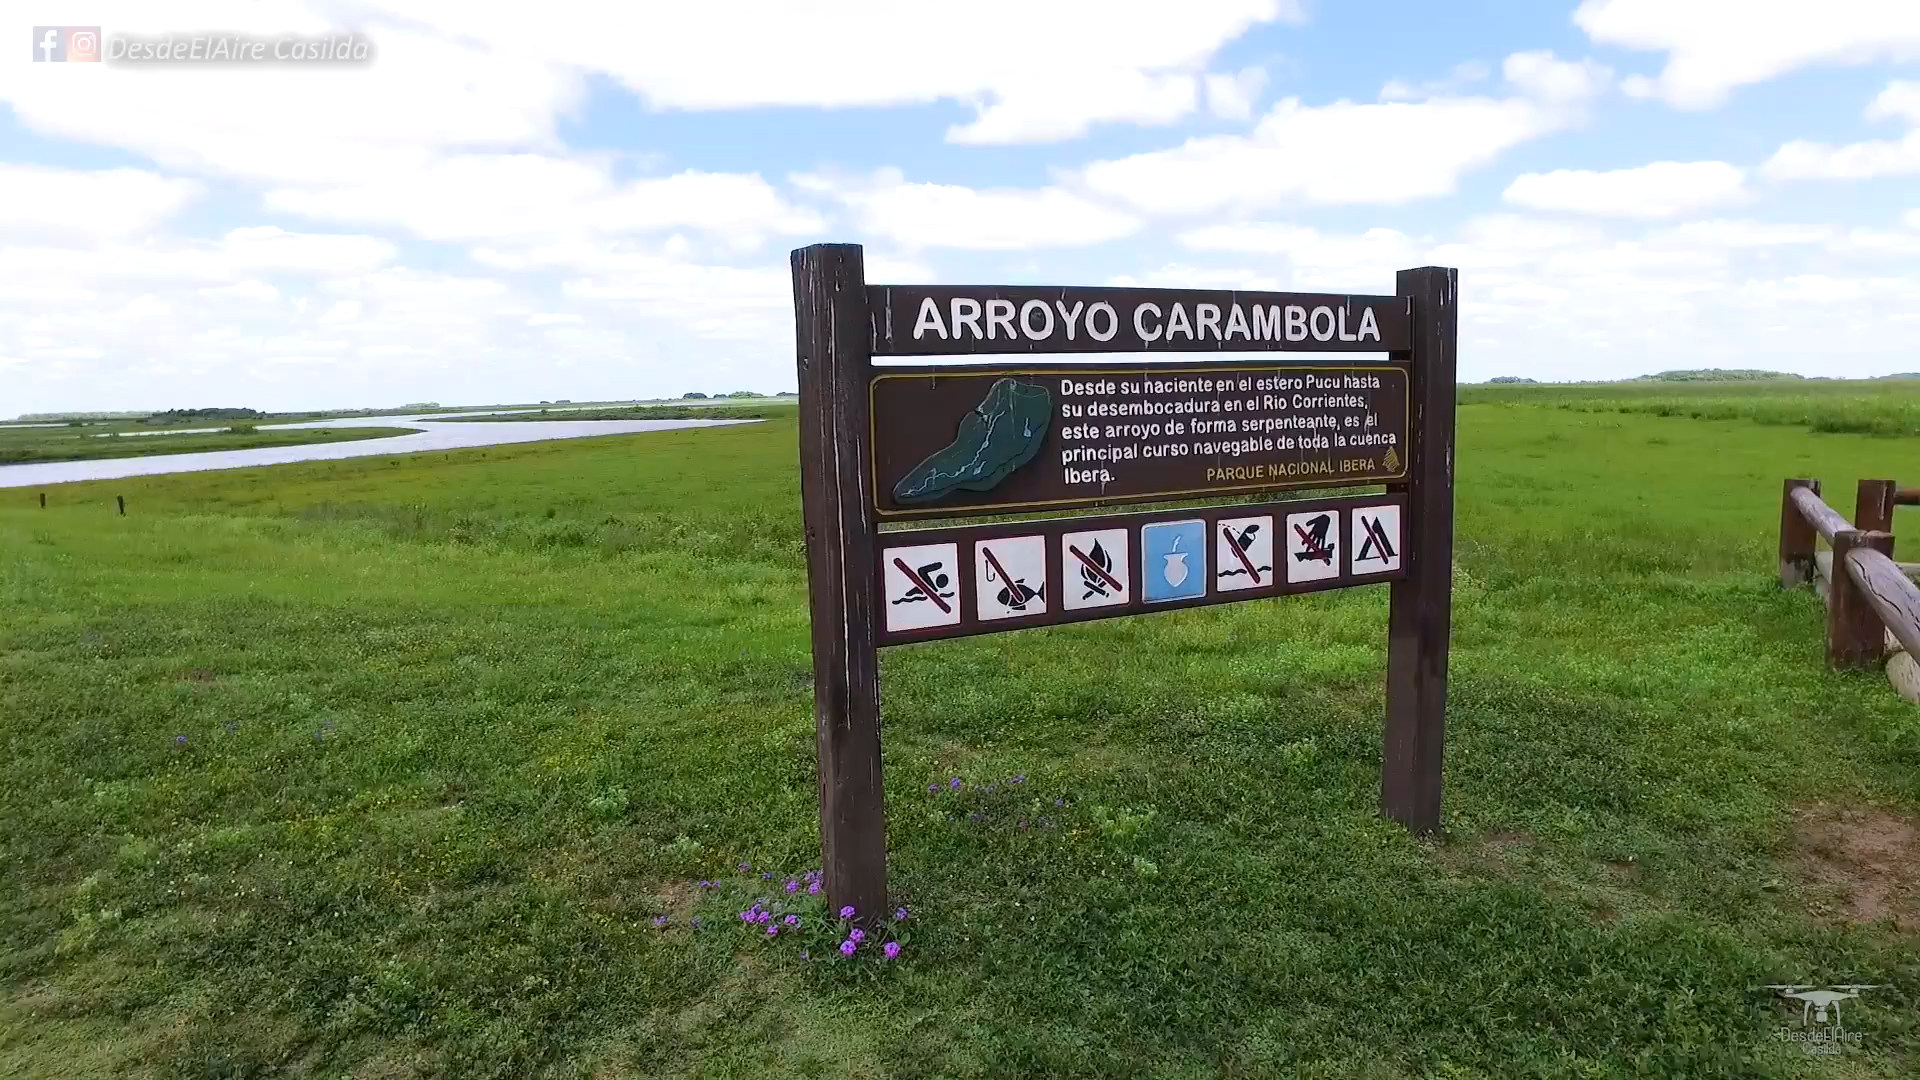 DesdeElAire Casilda
ARROYO CARAMBOLA
Desde su naciente en el estero Pucu hasta
su desembocadura en el Rio Corrientes,
este arroyo de forma serpenteante, es el
principal curso navegable de toda la cuenca
Ibera.
PARQUE NACIONAL IBERA
DesdeElAire
Casilda